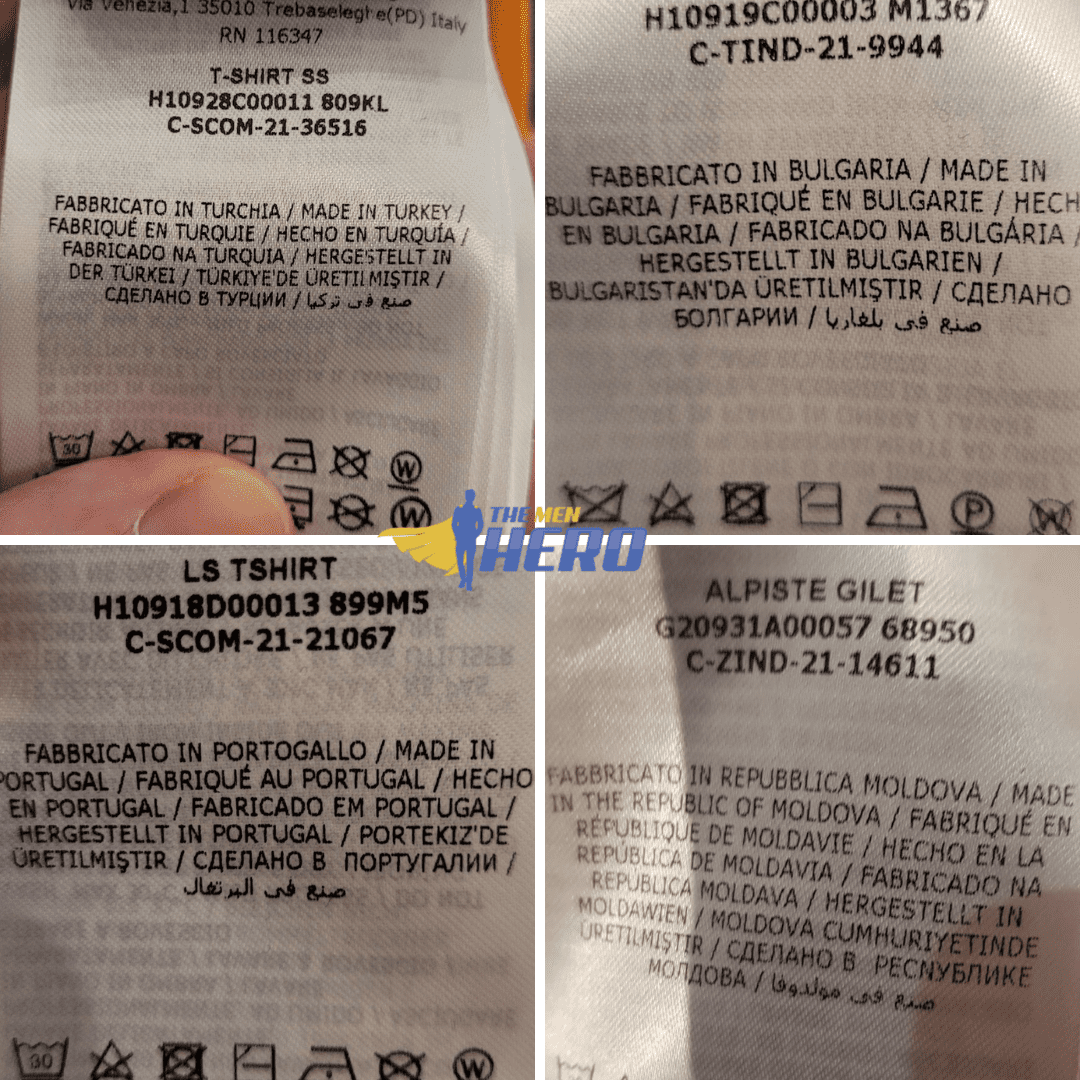 Via Venezia,1 35010 Trebaseleghe(PD) Italy
RN 116347
T-SHIRT SS
H10928C00011 809KL
C-SCOM-21-36516
FABBRICATO IN TURCHIA / MADE IN TURKEY /
FABRIQUÉ EN TURQUIE / HECHO EN TURQUÍA /
FABRICADO NA TURQUIA / HERGESTELLT IN
DER TÜRKEI / TÜRKIYE'DE ÜRETILMIŞTIR /
СДЕЛАНО В ТУРЦИИ / صنع في تركيا
30
W
W
H10919C00003 M1367
C-TIND-21-9944
FABBRICATO IN BULGARIA / MADE IN
BULGARIA / FABRIQUÉ EN BULGARIE / HECH
EN BULGARIA / FABRICADO NA BULGÁRIA /
HERGESTELLT IN BULGARIEN /
BULGARISTAN'DA ÜRETILMIŞTIR / СДЕЛАНО
БОЛГАРИИ / صنع في بلغاريا
P
W
THE MEN
HERO
LS TSHIRT
H10918D00013 899M5
C-SCOM-21-21067
FABBRICATO IN PORTOGALLO / MADE IN
PORTUGAL / FABRIQUÉ AU PORTUGAL / HECHO
EN PORTUGAL / FABRICADO EM PORTUGAL /
HERGESTELLT IN PORTUGAL / PORTEKIZ'DE
ÜRETILMIŞTIR / СДЕЛАНО В ПОРТУГАЛИИ /
صنع في البرتغال
30
W
ALPISTE GILET
G20931A00057 68950
C-ZIND-21-14611
FABBRICATO IN REPUBBLICA MOLDOVA / MADE
IN THE REPUBLIC OF MOLDOVA / FABRIQUÉ EN
RÉPUBLIQUE DE MOLDAVIE / HECHO EN LA
REPÚBLICA DE MOLDAVIA / FABRICADO NA
REPÚBLICA MOLDAVA / HERGESTELLT IN
MOLDAWIEN / MOLDOVA CUMHURIYETINDE
ÜRETILMIŞTIR / СДЕЛАНО В РЕСПУБЛИКЕ
МОЛДОВА / صنع في مولدوفا